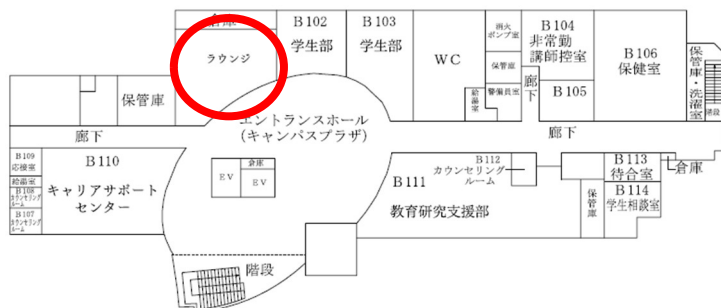 倉庫
ラウンジ
B102
学生部
B103
学生部
WC
給湯室
消火
ポンプ室
保管庫
警備員室
廊下
B104
非常勤
講師控室
B105
B106
保健室
保管庫・洗濯室
階段
保管庫
エントランスホール
(キャンパスプラザ)
廊下
廊下
B109
応接室
給湯室
B108
カウンセリング
ルーム
B107
カウンセリング
ルーム
B110
キャリアサポート
センター
倉庫
EV
EV
B111
教育研究支援部
B112
カウンセリング
ルーム
保管庫
B113
待合室
B114
学生相談室
倉庫
階段